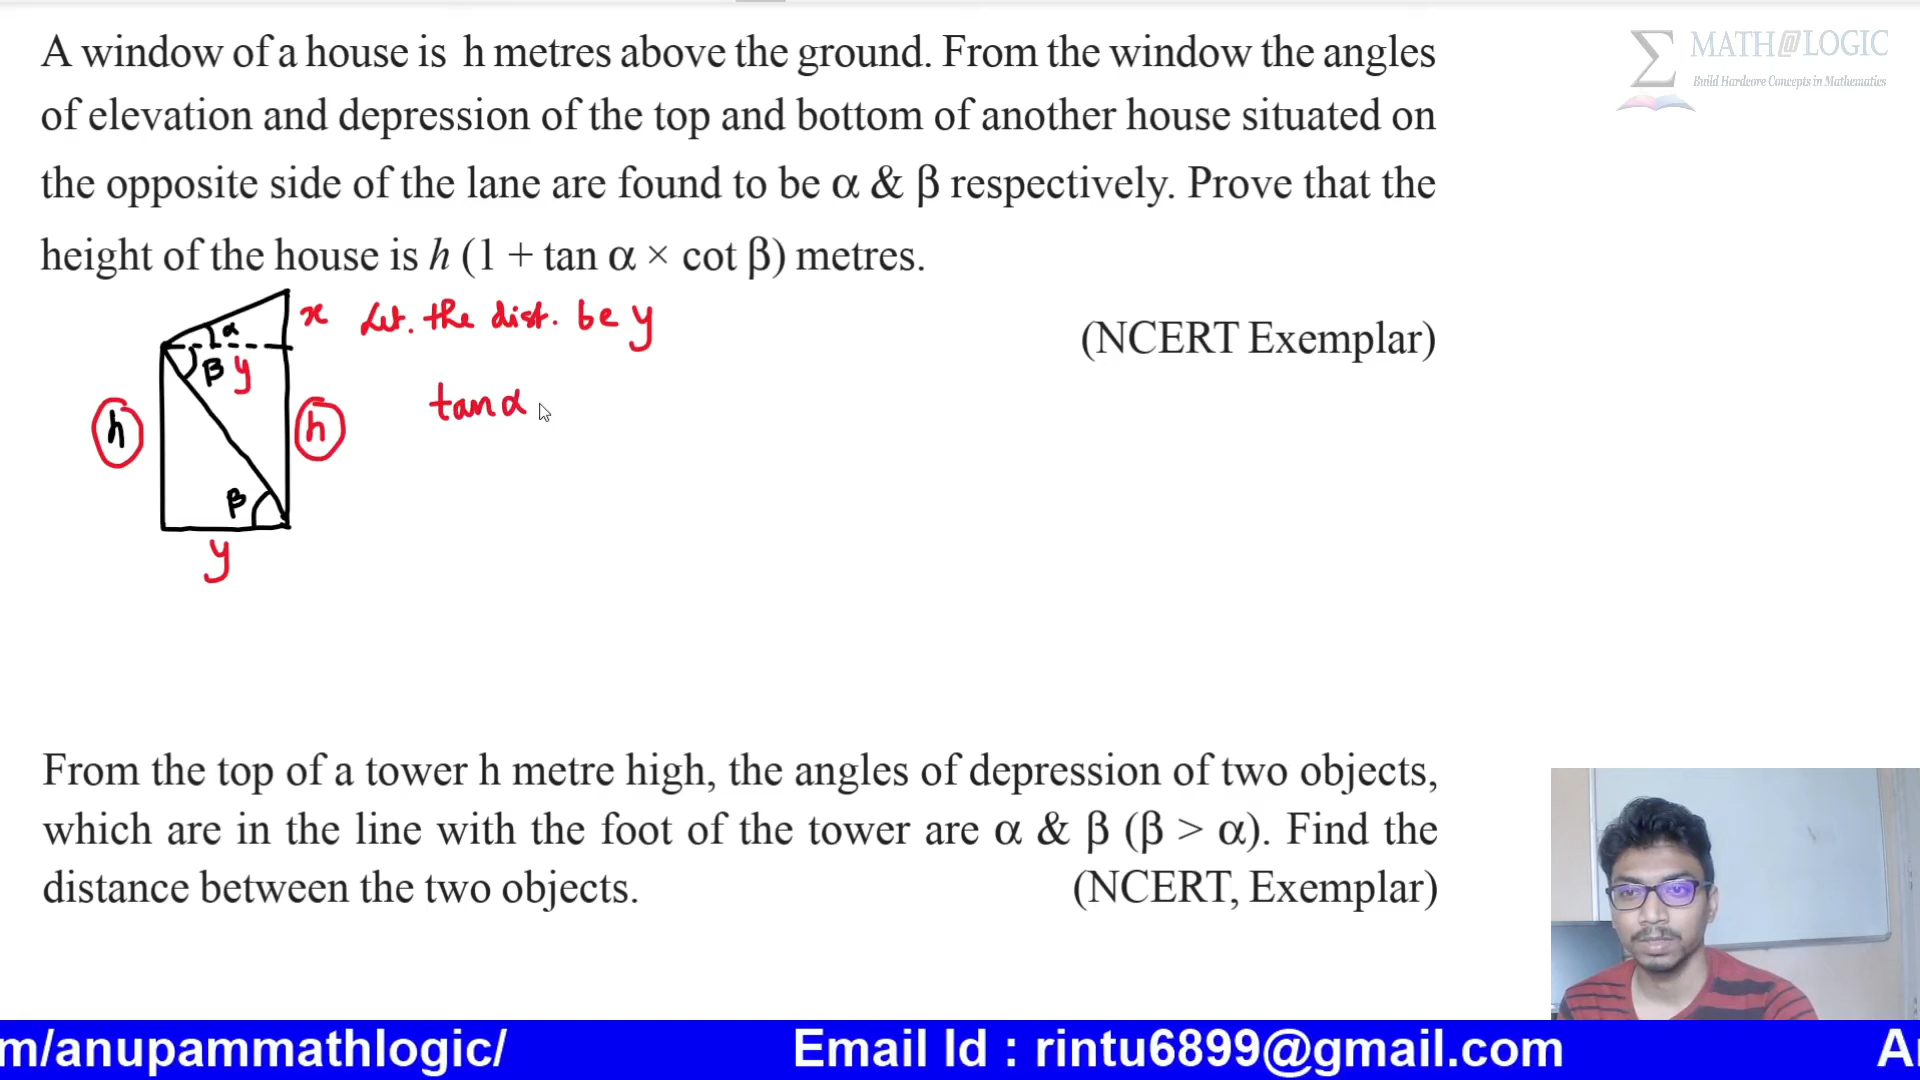 A window of a house is h metres above the ground. From the window the angles
of elevation and depression of the top and bottom of another house situated on
the opposite side of the lane are found to be α & β respectively. Prove that the
height of the house is h (1 + tan α × cot β) metres.
MATH@LOGIC
Build Hardcore Concepts in Mathematics
x Let. the dist. be y
(NCERT Exemplar)
α
β y
tanα
h
h
β
y
From the top of a tower h metre high, the angles of depression of two objects,
which are in the line with the foot of the tower are α & β (β > α). Find the
distance between the two objects.
(NCERT, Exemplar)
m/anupammathlogic/ Email Id : rintu6899@gmail.com A